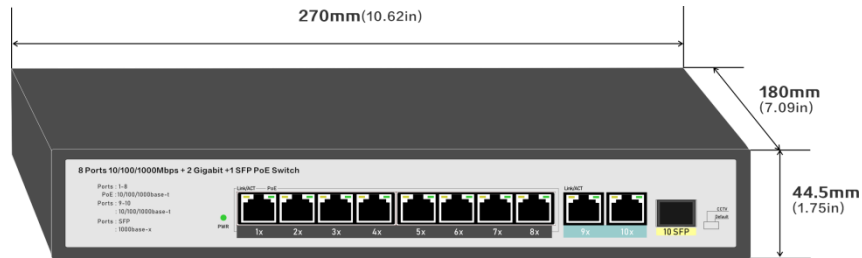 270mm(10.62in)
180mm
(7.09in)
44.5mm
(1.75in)
8 Ports 10/100/1000Mbps + 2 Gigabit +1 SFP PoE Switch
Ports : 1-8
PoE : 10/100/1000base-t
Ports : 9-10
: 10/100/1000base-t
Ports : SFP
: 1000base-x
PWR
Link/ACT PoE
1x 2x 3x 4x 5x 6x 7x 8x
Link/ACT
9x 10x
10 SFP
CCTV
Default